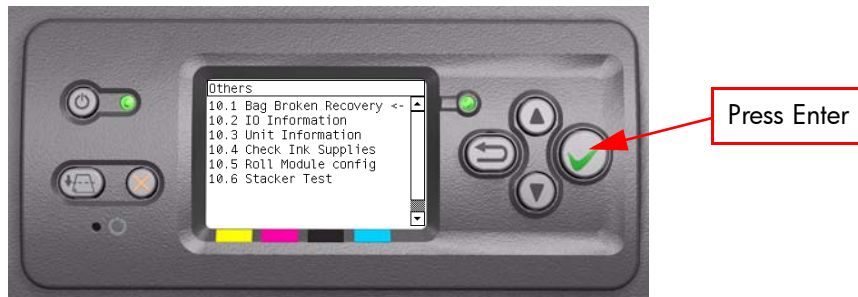 Others
10.1 Bag Broken Recovery <-
10.2 IO Information
10.3 Unit Information
10.4 Check Ink Supplies
10.5 Roll Module config
10.6 Stacker Test
Press Enter